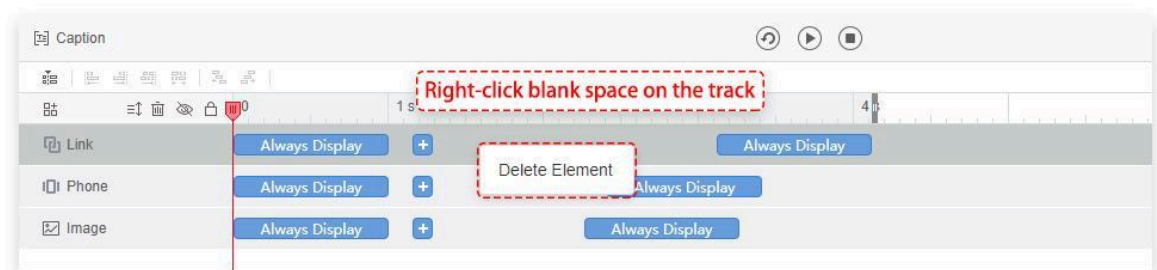 Caption
Right-click blank space on the track
0 1 s 4 s
Link Always Display + Always Display
Delete Element
Phone Always Display + Always Display
Image Always Display + Always Display